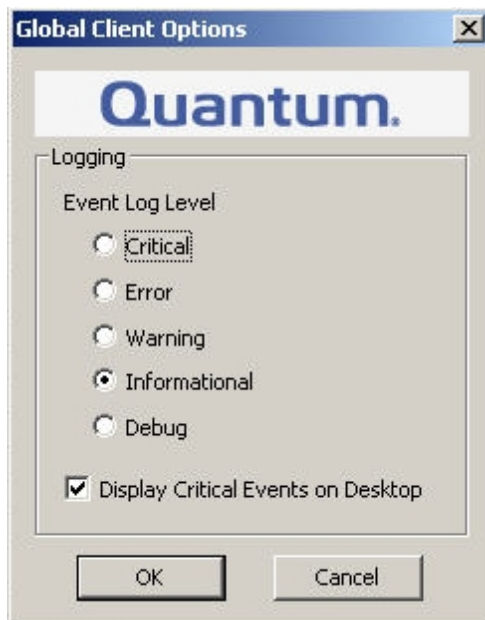 Global Client Options
Quantum.
Logging
Event Log Level
Critical
Error
Warning
Informational
Debug
Display Critical Events on Desktop
OK Cancel